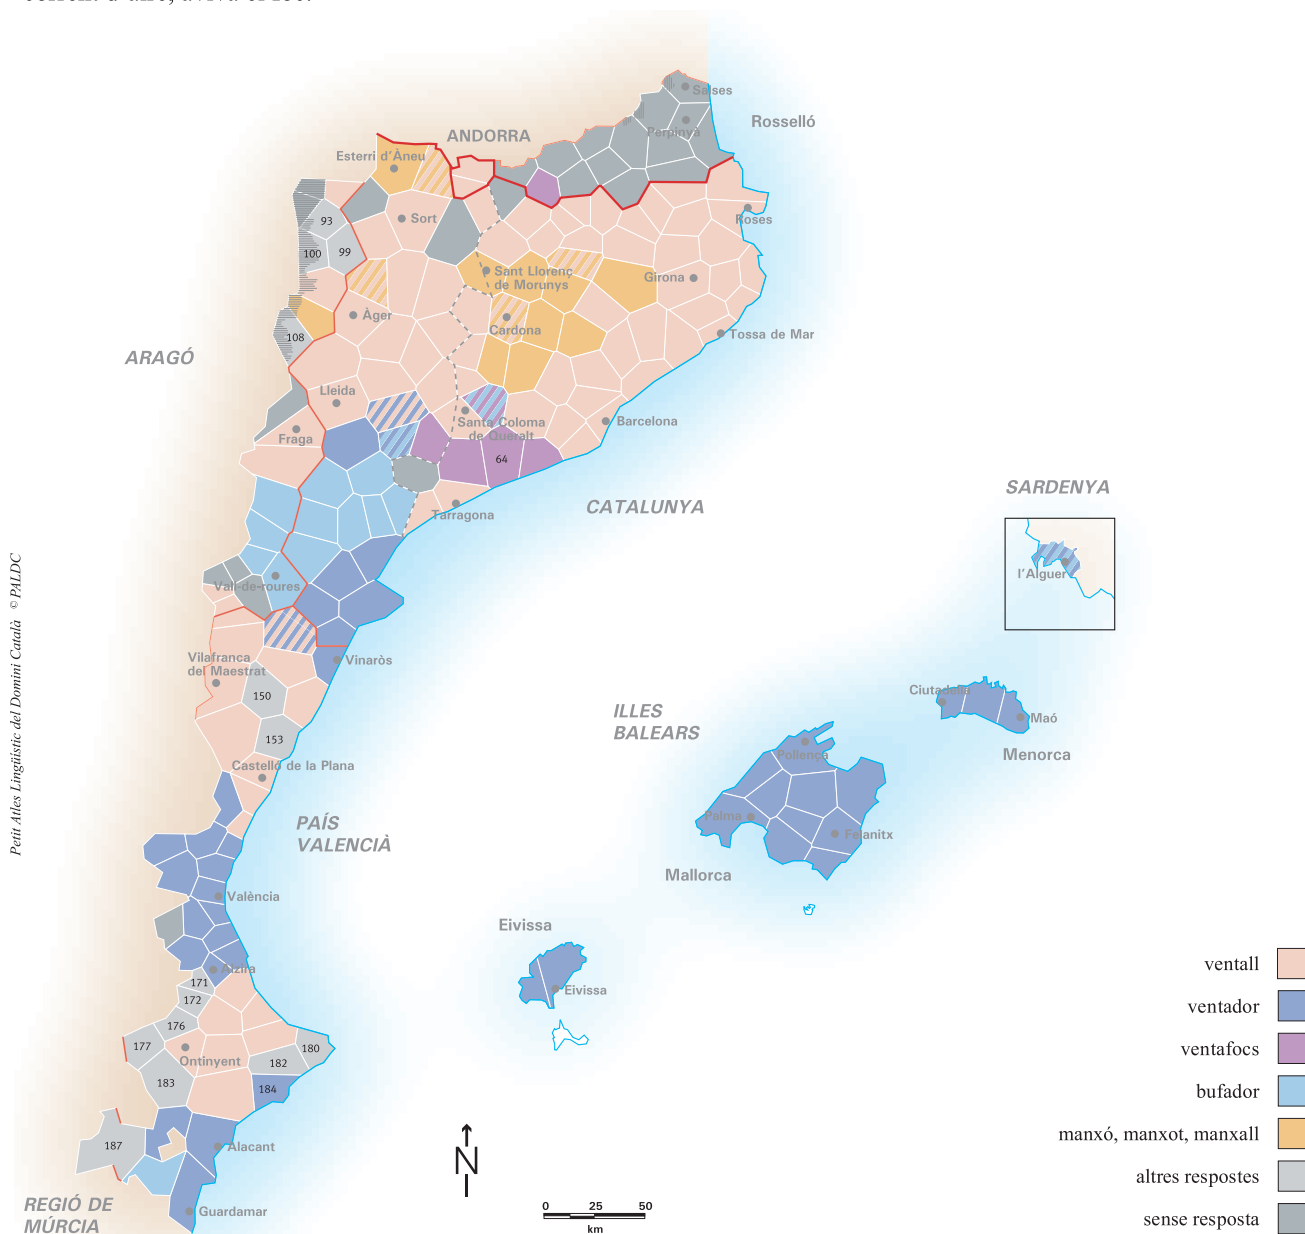 Salses
Rosselló
Perpinyà
ANDORRA
Esterri d'Àneu
93
Sort
Roses
100
99
Sant Llorenç
de Morunys
Girona
Àger
Cardona
Tossa de Mar
108
ARAGÓ
Lleida
Santa Coloma
de Queralt
Barcelona
Fraga
64
SARDENYA
CATALUNYA
Tarragona
l'Alguer
Vall-de-roures
Petit Atles Lingüístic del Domini Català © PALDC
Vilafranca
del Maestrat
Vinaròs
150
Ciutadella
ILLES
BALEARS
Maó
153
Pollença
Menorca
Castelló de la Plana
PAÍS
VALENCIÀ
Palma
Felanitx
Mallorca
València
Eivissa
Alzira
171
Eivissa
172
176
177
180
Ontinyent
182
183
184
187
Alacant
N
REGIÓ DE
MÚRCIA
Guardamar
0 25 50
km
ventall
ventador
ventafocs
bufador
manxó, manxot, manxall
altres respostes
sense resposta